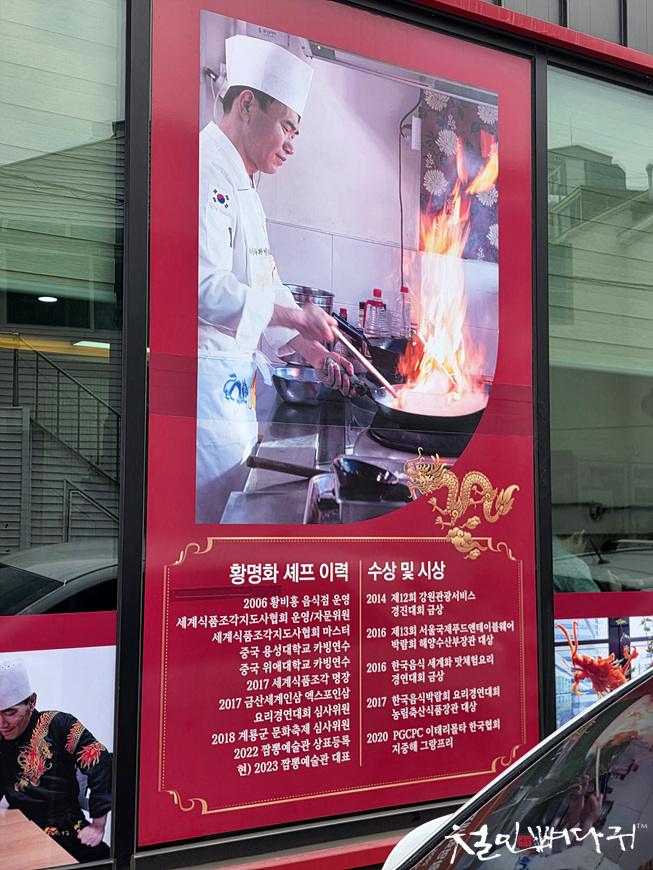 황명화 셰프 이력
2006 황비홍 음식점 운영
세계식품조각지도사협회 운영/자문위원
세계식품조각지도사협회 마스터
중국 용성대학교 카빙연수
중국 위애대학교 카빙연수
2017 세계식품조각 명장
2017 금산세계인삼 엑스포인삼
요리경연대회 심사위원
2018 계룡군 문화축제 심사위원
2022 짬뽕예술관 상표등록
현) 2023 짬뽕예술관 대표
수상 및 시상
2014 제12회 강원관광서비스
경진대회 금상
2016 제13회 서울국제푸드앤테이블웨어
박람회 해양수산부장관 대상
2016 한국음식 세계화 맛체험요리
경연대회 금상
2017 한국음식박람회 요리경연대회
농림축산식품장관 대상
2020 PGCPC 이태리몰타 한국협회
지중해 그랑프리
철인뼈다귀™